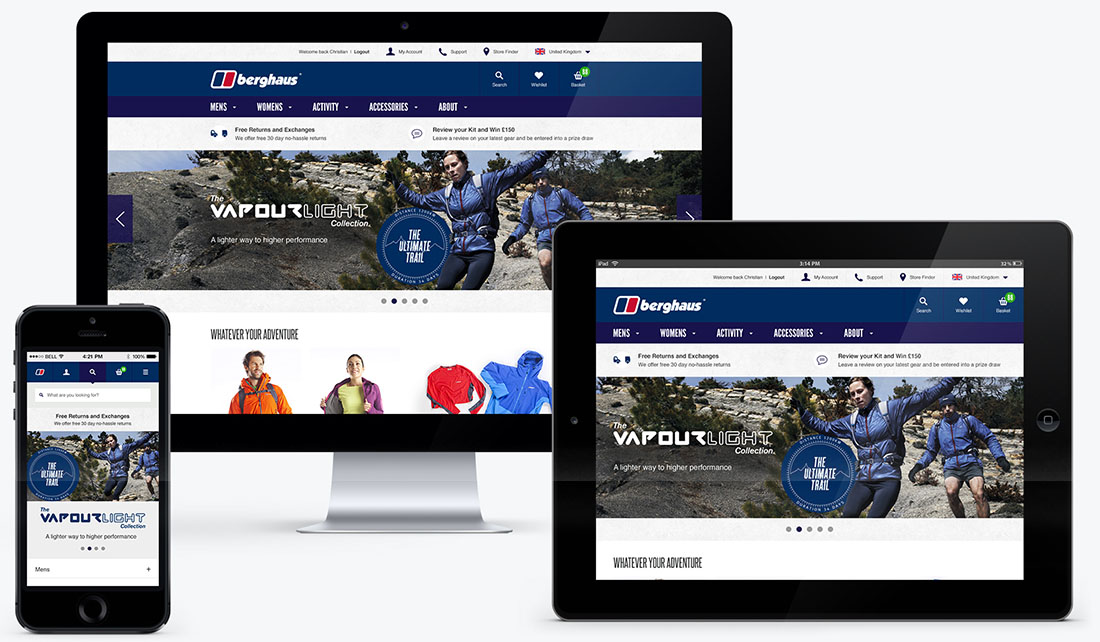 Welcome back Christian | Logout My Account Support Store Finder United Kingdom
berghaus
Search Wishlist Basket
MENS WOMENS ACTIVITY ACCESSORIES ABOUT
Free Returns and Exchanges
We offer free 30-day no-hassle returns
Review your Kit and Win £150
Leave a review on your latest gear and be entered into a prize draw
The
VAPOURLIGHT
Collection.
A lighter way to higher performance
DISTANCE 1200KM
THE
ULTIMATE
TRAIL
DURATION 34 DAYS
WHATEVER YOUR ADVENTURE
BELL 4:21 PM 100%
What are you looking for?
Free Returns and Exchanges
We offer free 30 day no-hassle returns
THE
ULTIMATE
TRAIL
The
VAPOURLIGHT
Collection
A lighter way to higher performance
Mens +
iPad 3:14 PM 32%
Welcome back Christian | Logout My Account Support Store Finder United Kingdom
berghaus
Search Wishlist Basket
MENS WOMENS ACTIVITY ACCESSORIES ABOUT
Free Returns and Exchanges
We offer free 30-day no-hassle returns
Review your Kit and Win £150
Leave a review on your latest gear and be entered into a prize draw
The
VAPOURLIGHT
Collection.
A lighter way to higher performance
DISTANCE 1200KM
THE
ULTIMATE
TRAIL
DURATION 34 DAYS
WHATEVER YOUR ADVENTURE